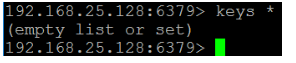 192.168.25.128:6379> keys *
(empty list or set)
192.168.25.128:6379>